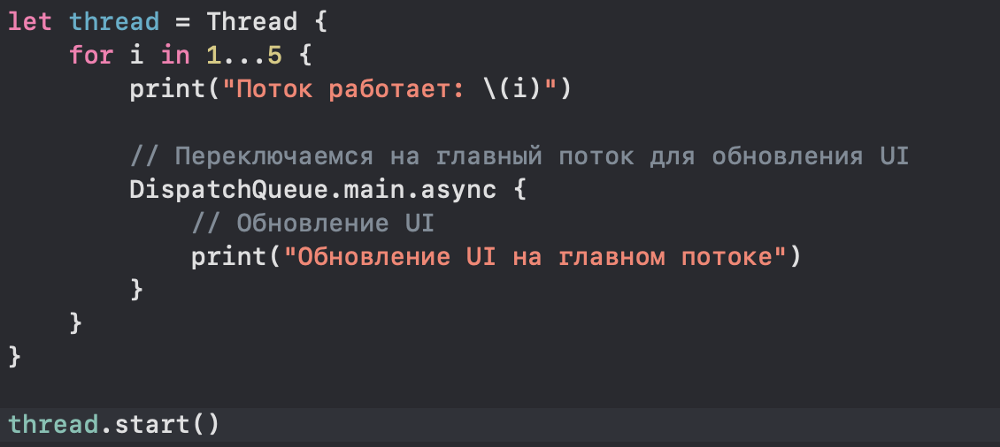 let thread = Thread {
    for i in 1...5 {
        print("Поток работает: \(i)")
        // Переключаемся на главный поток для обновления UI
        DispatchQueue.main.async {
            // Обновление UI
            print("Обновление UI на главном потоке")
        }
    }
}
thread.start()